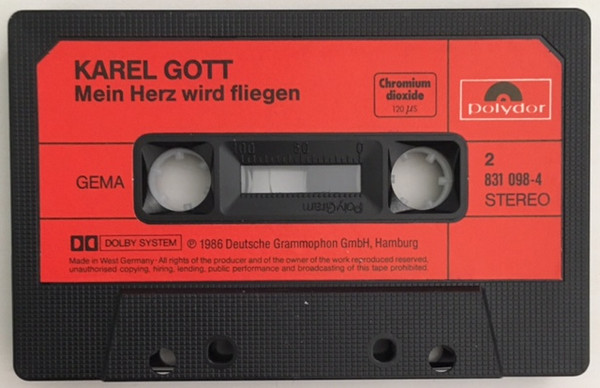 KAREL GOTT
Mein Herz wird fliegen
Chromium
dioxide
120 µS
polydor
100 50 0
PolyGram
GEMA
2
831 098-4
STEREO
DOLBY SYSTEM
℗ 1986 Deutsche Grammophon GmbH, Hamburg
Made in West Germany · All rights of the producer and of the owner of the work reproduced reserved,
unauthorised copying, hiring, lending, public performance and broadcasting of this tape prohibited.